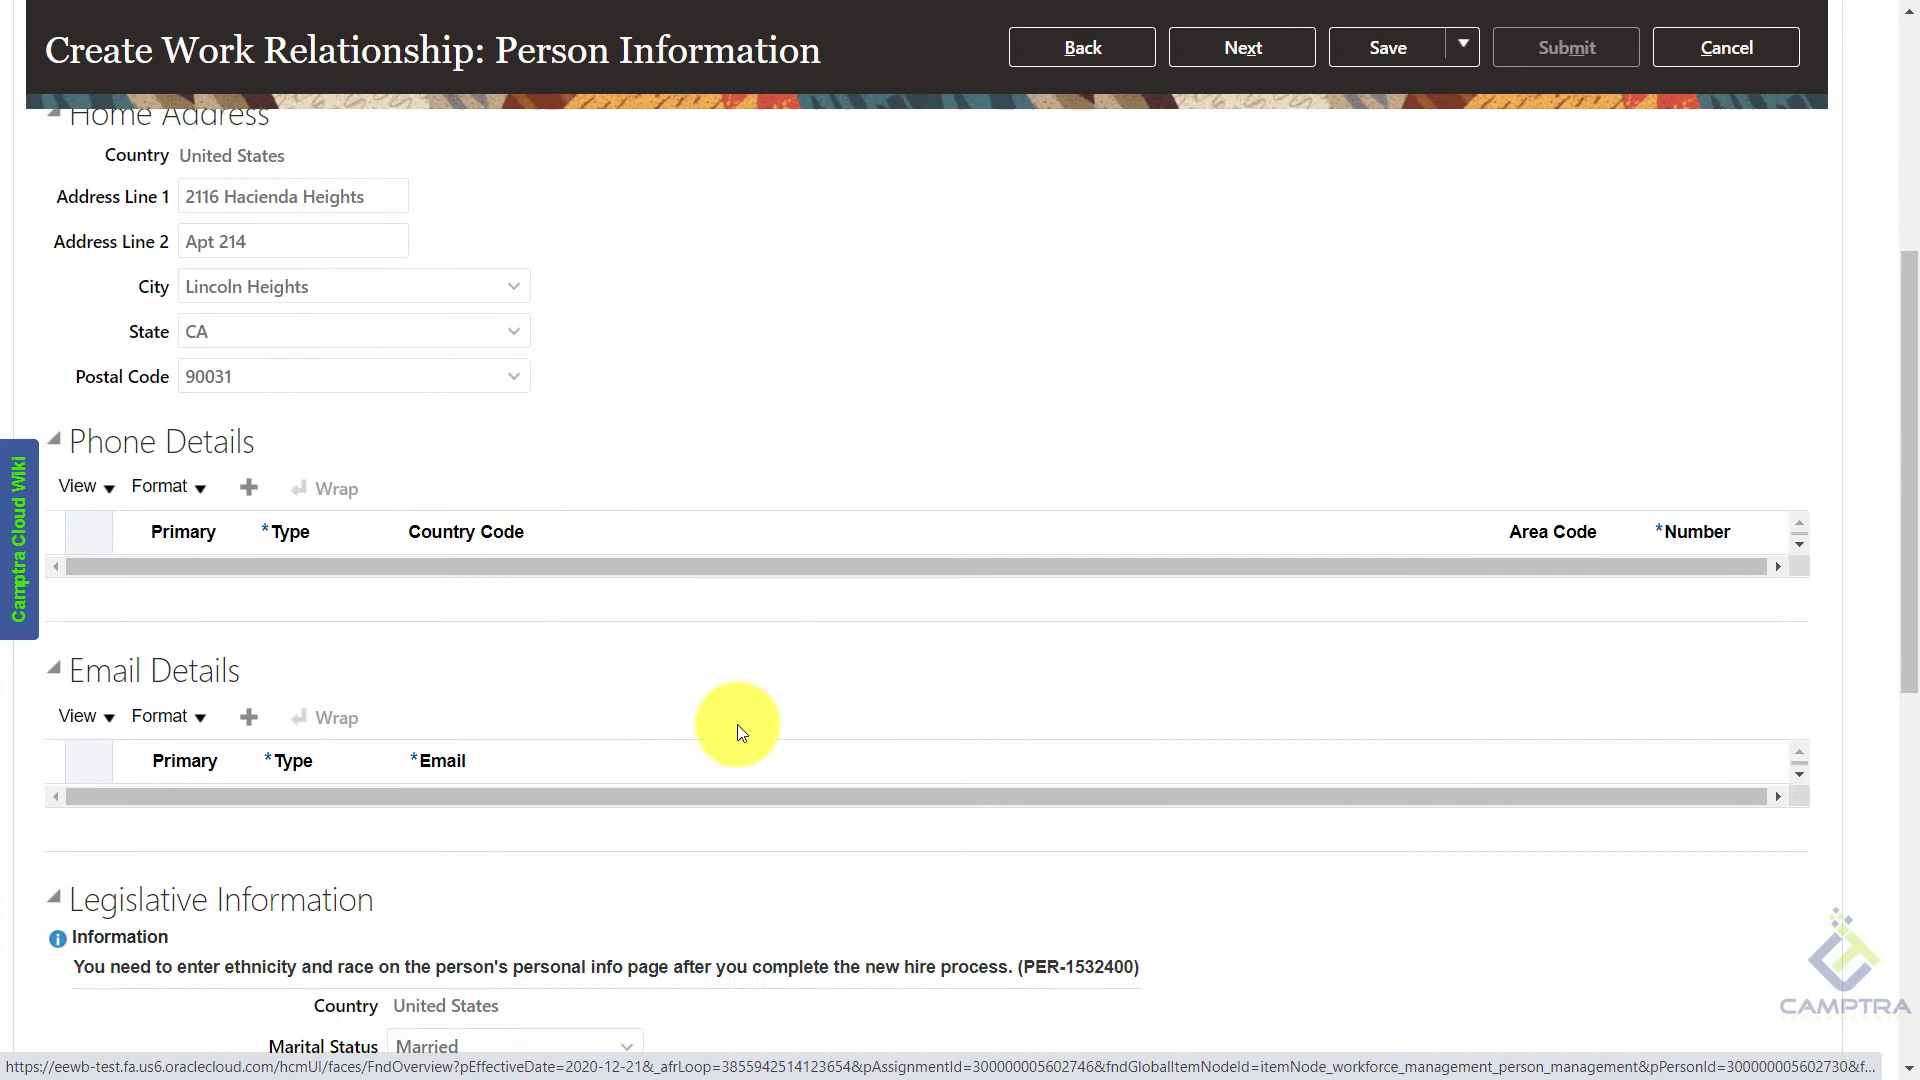 Create Work Relationship: Person Information
Back
Next
Save
Submit
Cancel
Home Address
Country United States
Address Line 1 2116 Hacienda Heights
Address Line 2 Apt 214
City Lincoln Heights
State CA
Postal Code 90031
Phone Details
View Format Wrap
Primary *Type Country Code Area Code *Number
Camptra Cloud Wiki
Email Details
View Format Wrap
Primary *Type *Email
Legislative Information
Information
You need to enter ethnicity and race on the person's personal info page after you complete the new hire process. (PER-1532400)
Country United States
Marital Status Married
CAMPTRA
https://eewb-test.fa.us6.oraclecloud.com/hcmUI/faces/FndOverview?pEffectiveDate=2020-12-21&_afrLoop=3855942514123654&pAssignmentId=300000005602746&fndGlobalItemNodeId=itemNode_workforce_management_person_management&pPersonId=300000005602730&f...